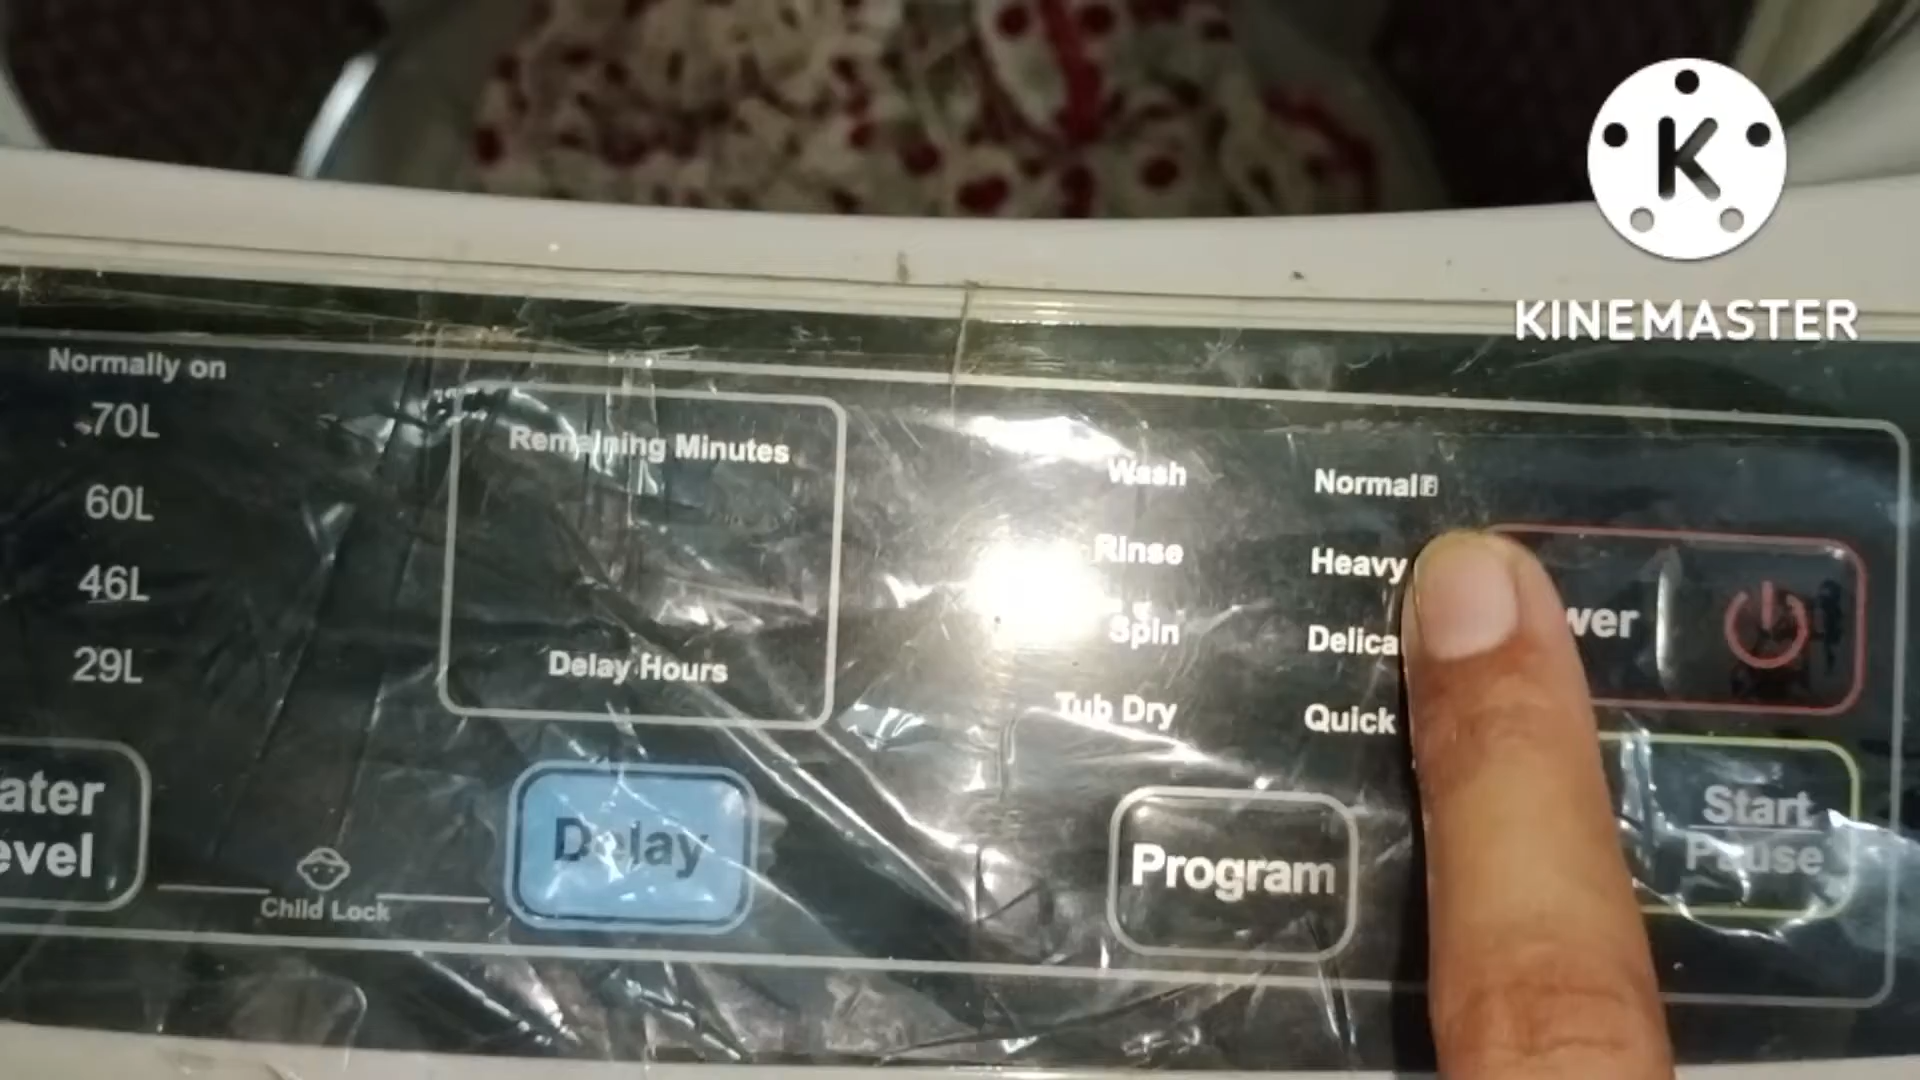 K
KINEMASTER
Normally on
70L
60L
46L
29L
ater
evel
Child Lock
Remaining Minutes
Delay Hours
Delay
Wash
Rinse
Spin
Tub Dry
Normal
Heavy
Delica
Quick
Program
wer
Start
Pause